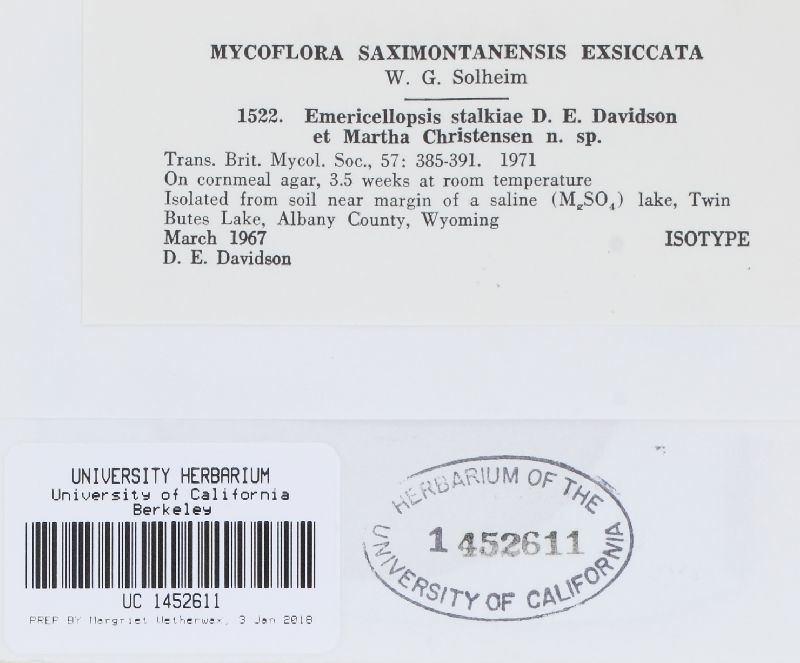 MYCOFLORA SAXIMONTANENSIS EXSICCATA
W. G. Solheim
1522. Emericellopsis stalkiae D. E. Davidson
et Martha Christensen n. sp.
Trans. Brit. Mycol. Soc., 57: 385-391. 1971
On cornmeal agar, 3.5 weeks at room temperature
Isolated from soil near margin of a saline (MgSO₄) lake, Twin
Butes Lake, Albany County, Wyoming
March 1967 ISOTYPE
D. E. Davidson
UNIVERSITY HERBARIUM
University of California
Berkeley
UC 1452611
PREP BY Margriet Wetherwax, 3 Jan 2018
HERBARIUM OF THE
1452611
UNIVERSITY OF CALIFORNIA